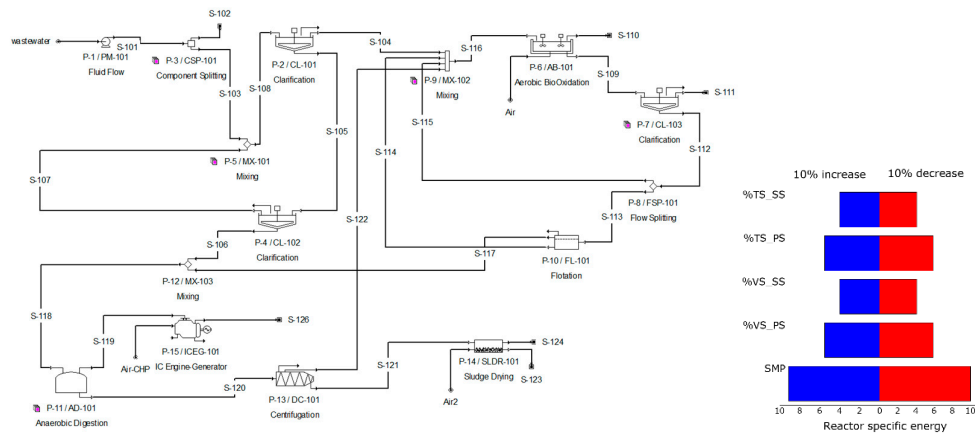 wastewater
S-101
P-1 / PM-101
Fluid Flow
S-102
P-3 / CSP-101
Component Splitting
S-103
S-108
P-2 / CL-101
Clarification
S-104
S-105
P-5 / MX-101
Mixing
S-107
P-4 / CL-102
Clarification
S-106
P-12 / MX-103
Mixing
S-118
S-119
P-15 / ICEG-101
IC Engine-Generator
Air-CHP
S-126
P-11 / AD-101
Anaerobic Digestion
S-120
P-13 / DC-101
Centrifugation
S-121
S-122
P-9 / MX-102
Mixing
S-116
S-115
S-114
P-6 / AB-101
Aerobic BioOxidation
Air
S-110
S-109
S-111
P-7 / CL-103
Clarification
S-112
P-8 / FSP-101
Flow Splitting
S-113
S-117
P-10 / FL-101
Flotation
P-14 / SLDR-101
Sludge Drying
Air2
S-124
S-123
10% increase 10% decrease
%TS_SS
%TS_PS
%VS_SS
%VS_PS
SMP
10 8 6 4 2 0 2 4 6 8 10
Reactor specific energy